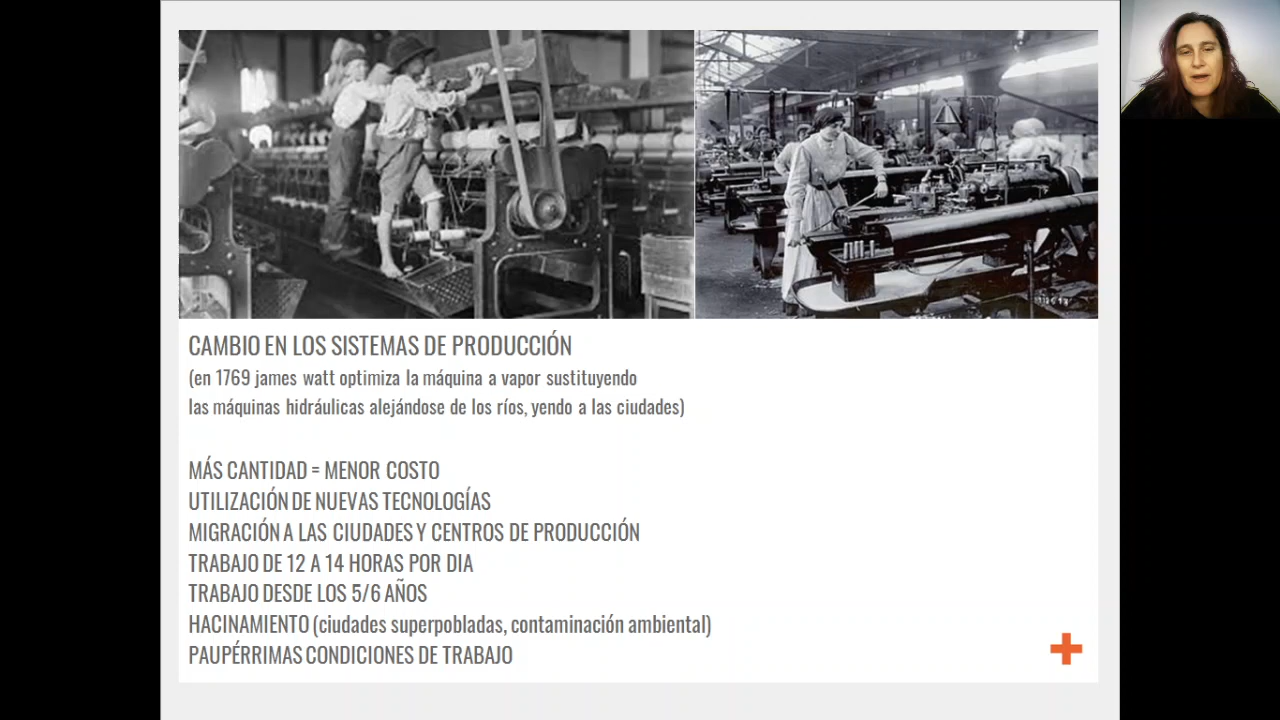 CAMBIO EN LOS SISTEMAS DE PRODUCCIÓN
(en 1769 james watt optimiza la máquina a vapor sustituyendo
las máquinas hidráulicas alejándose de los ríos, yendo a las ciudades)
MÁS CANTIDAD = MENOR COSTO
UTILIZACIÓN DE NUEVAS TECNOLOGÍAS
MIGRACIÓN A LAS CIUDADES Y CENTROS DE PRODUCCIÓN
TRABAJO DE 12 A 14 HORAS POR DIA
TRABAJO DESDE LOS 5/6 AÑOS
HACINAMIENTO (ciudades superpobladas, contaminación ambiental)
PAUPÉRRIMAS CONDICIONES DE TRABAJO